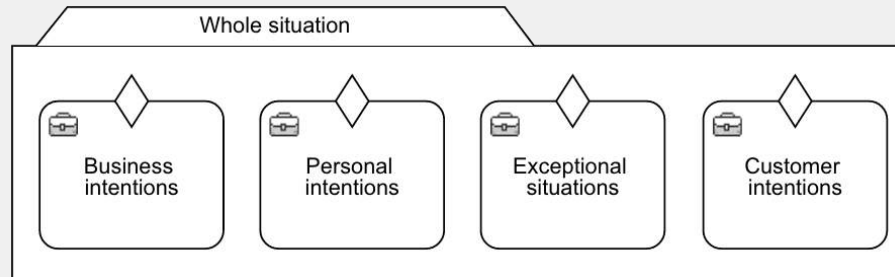 Whole situation
Business
intentions
Personal
intentions
Exceptional
situations
Customer
intentions